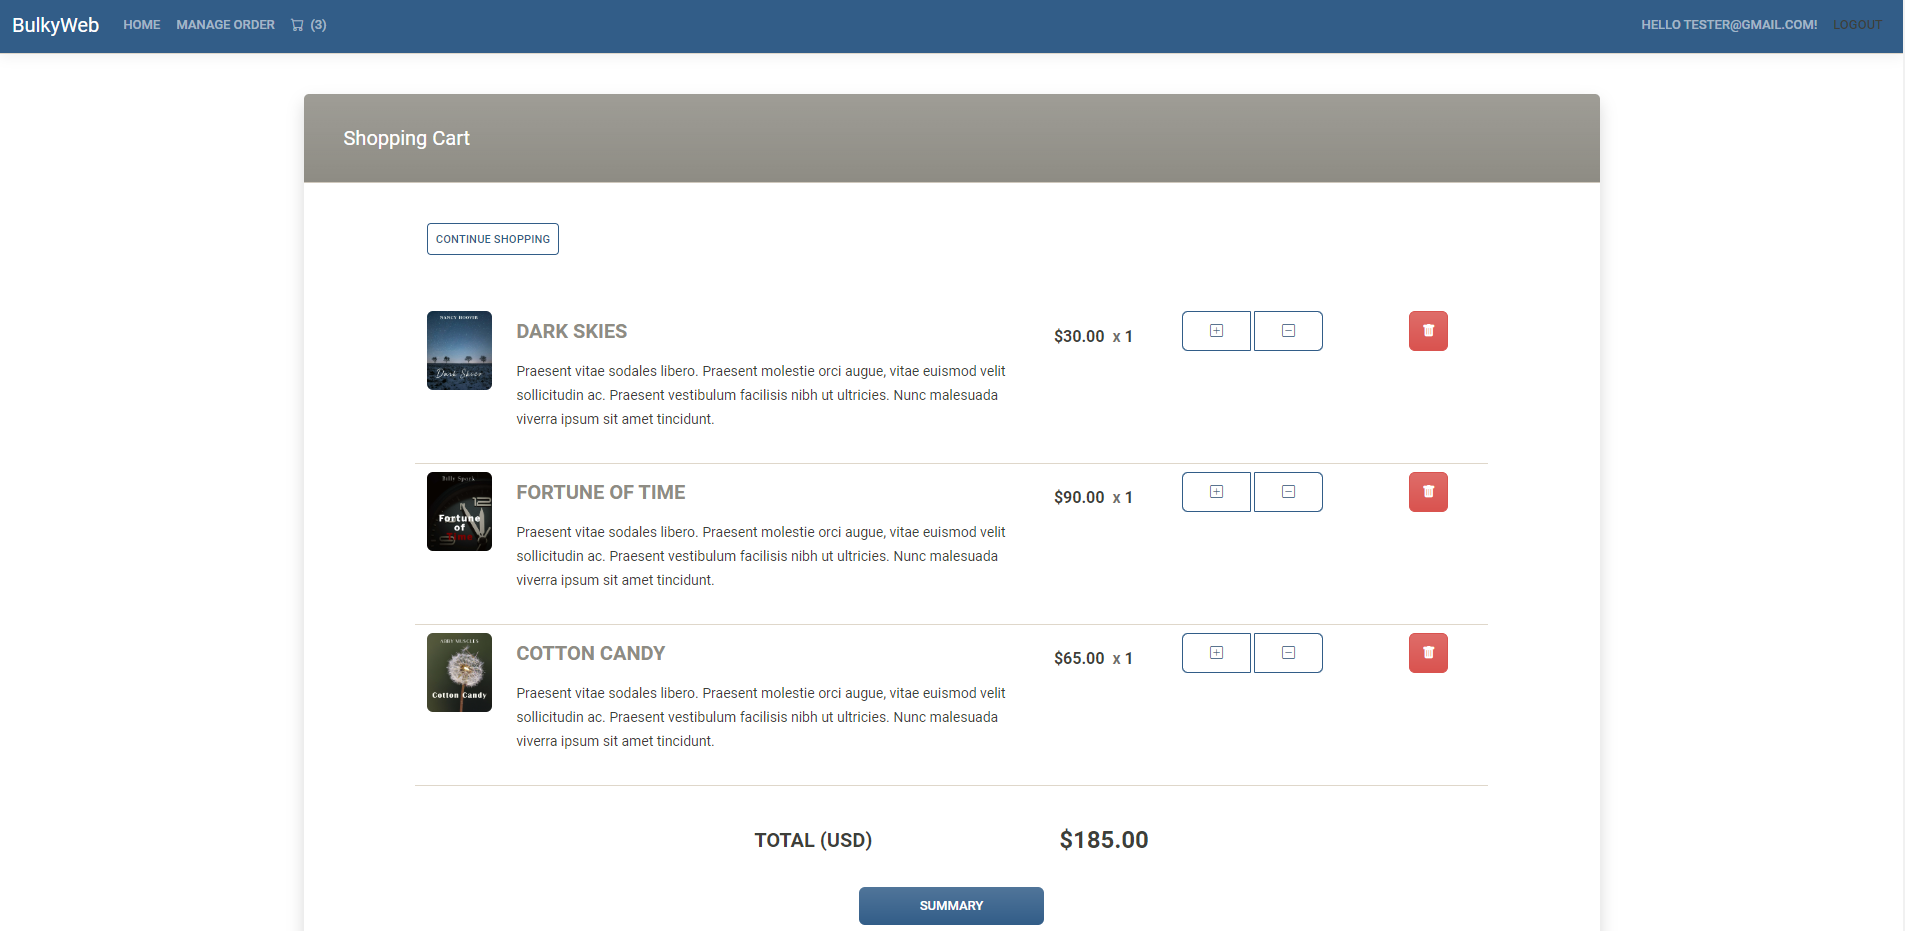 BulkyWeb HOME MANAGE ORDER (3) HELLO TESTER@GMAIL.COM! LOGOUT
Shopping Cart
CONTINUE SHOPPING
NANCY HOOVER
Dark Skies
DARK SKIES
$30.00 x 1
Praesent vitae sodales libero. Praesent molestie orci augue, vitae euismod velit
sollicitudin ac. Praesent vestibulum facilisis nibh ut ultricies. Nunc malesuada
viverra ipsum sit amet tincidunt.
Billy Spark
Fortune
of
Time
FORTUNE OF TIME
$90.00 x 1
Praesent vitae sodales libero. Praesent molestie orci augue, vitae euismod velit
sollicitudin ac. Praesent vestibulum facilisis nibh ut ultricies. Nunc malesuada
viverra ipsum sit amet tincidunt.
ABBY MUSCLES
Cotton Candy
COTTON CANDY
$65.00 x 1
Praesent vitae sodales libero. Praesent molestie orci augue, vitae euismod velit
sollicitudin ac. Praesent vestibulum facilisis nibh ut ultricies. Nunc malesuada
viverra ipsum sit amet tincidunt.
TOTAL (USD) $185.00
SUMMARY